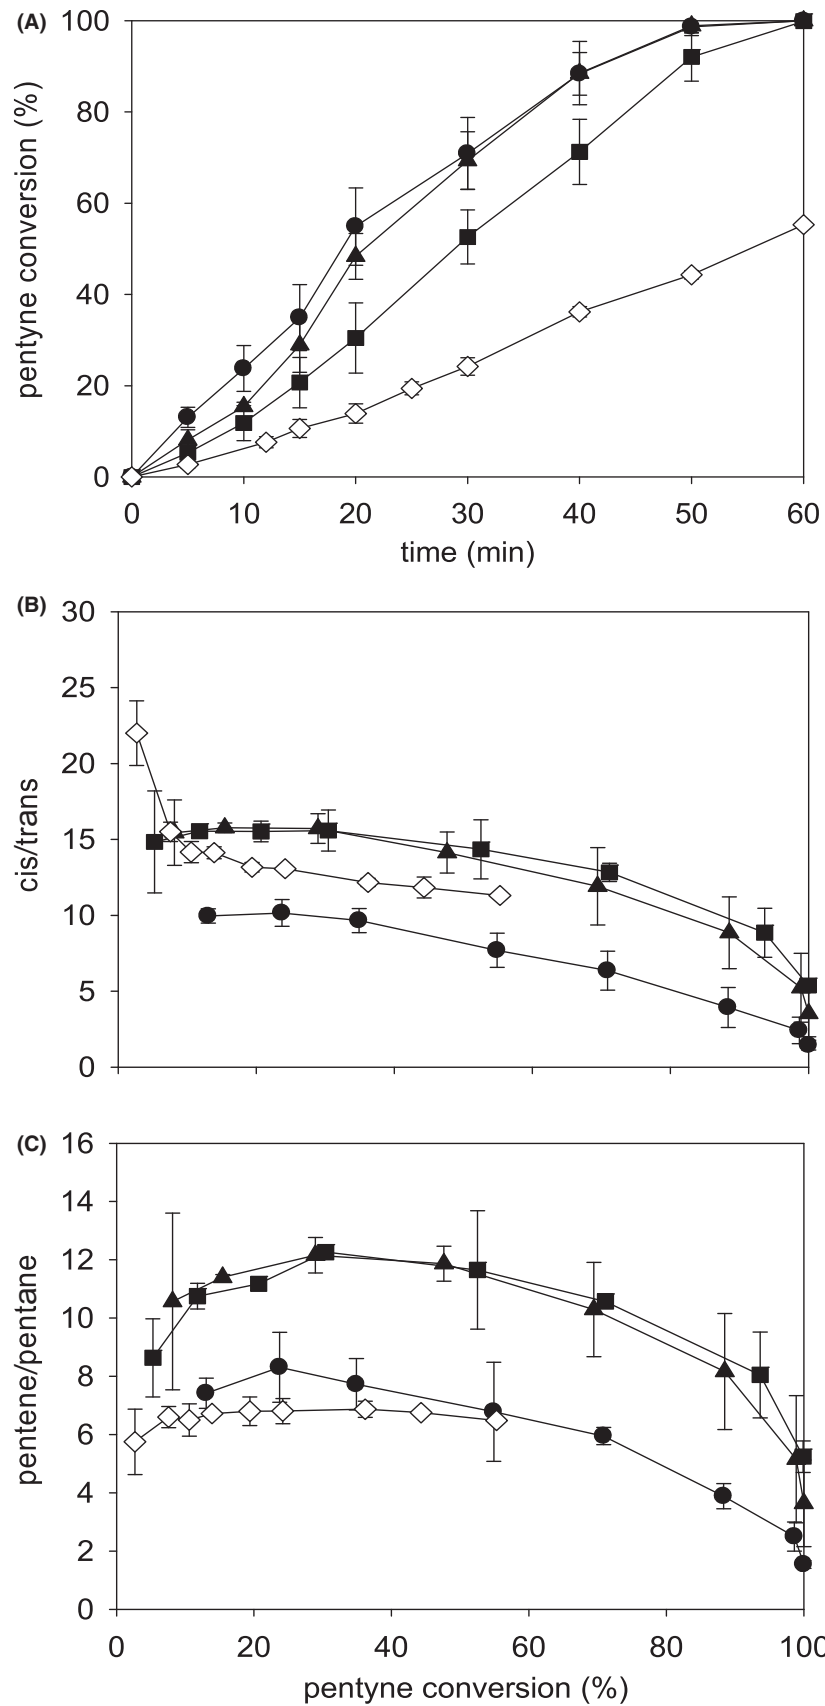 (A)
100
80
60
40
20
0
pentyne conversion (%)
0 10 20 30 40 50 60
time (min)
(B)
30
25
20
15
10
5
0
cis/trans
(C)
16
14
12
10
8
6
4
2
0
pentene/pentane
0 20 40 60 80 100
pentyne conversion (%)